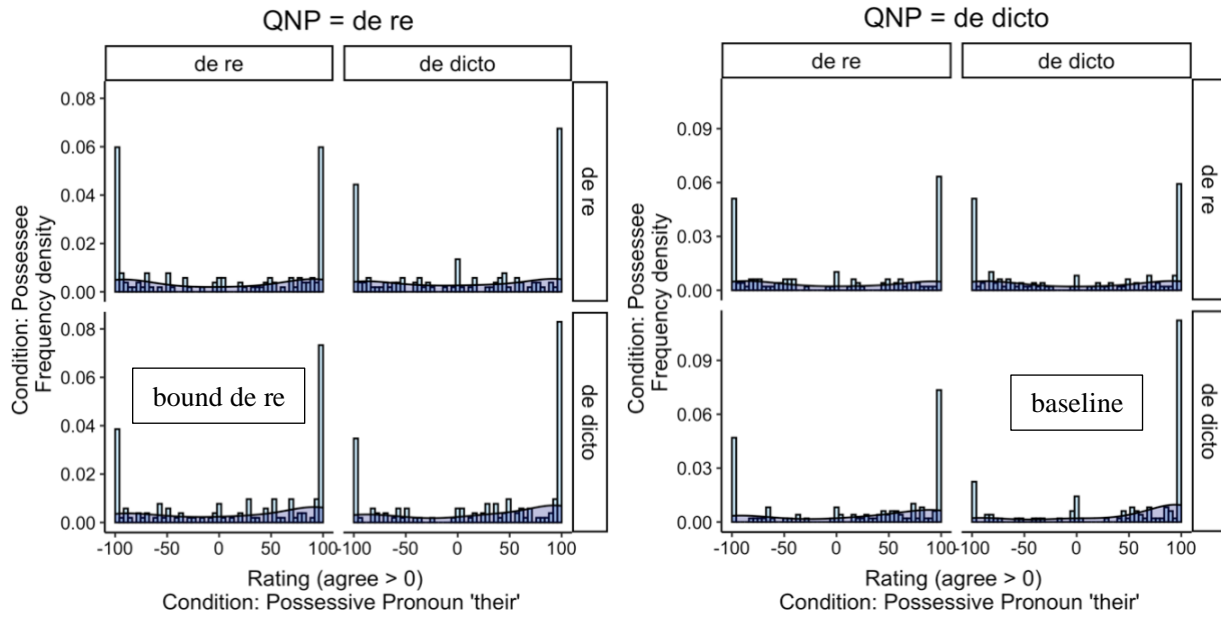 QNP = de re
de re
de dicto
Condition: Possessee
Frequency density
0.08
0.06
0.04
0.02
0.00
de re
0.08
0.06
0.04
0.02
0.00
bound de re
de dicto
-100 -50 0 50 100 -100 -50 0 50 100
Rating (agree > 0)
Condition: Possessive Pronoun 'their'
QNP = de dicto
de re
de dicto
Condition: Possessee
Frequency density
0.09
0.06
0.03
0.00
de re
0.09
0.06
0.03
0.00
baseline
de dicto
-100 -50 0 50 100 -100 -50 0 50 100
Rating (agree > 0)
Condition: Possessive Pronoun 'their'